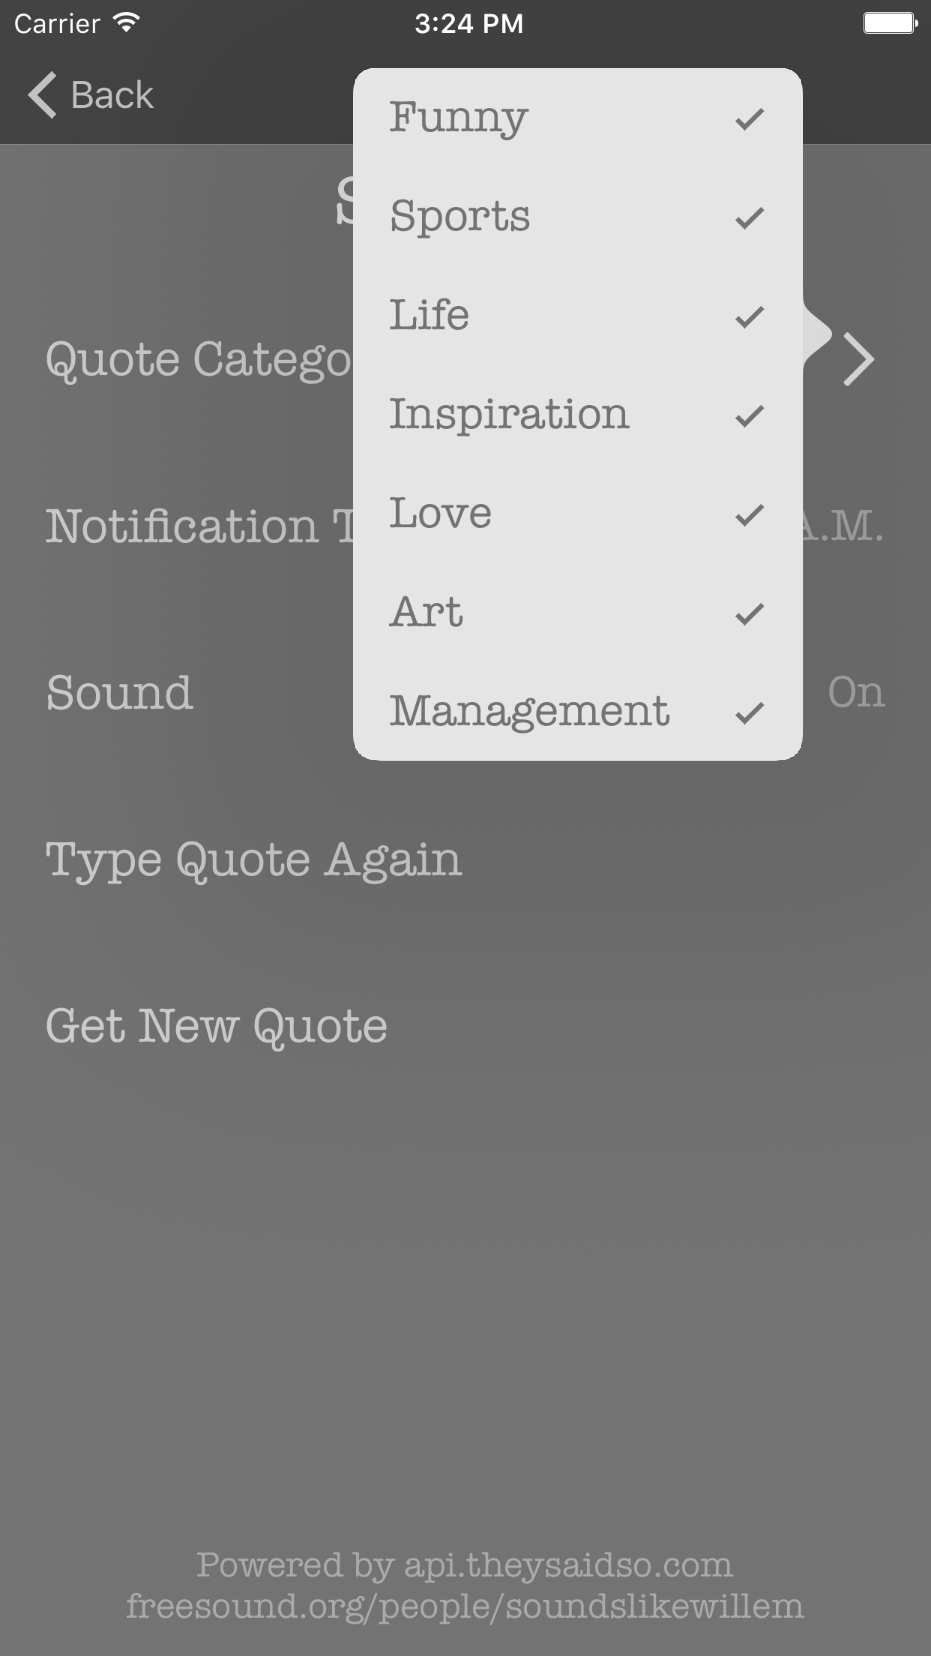 Carrier 3:24 PM
Back
Funny
Sports
Life
Inspiration
Love
Art
Management
Quote Catego
Notification T
A.M.
Sound
On
Type Quote Again
Get New Quote
Powered by api.theysaidso.com
freesound.org/people/soundslikewillem